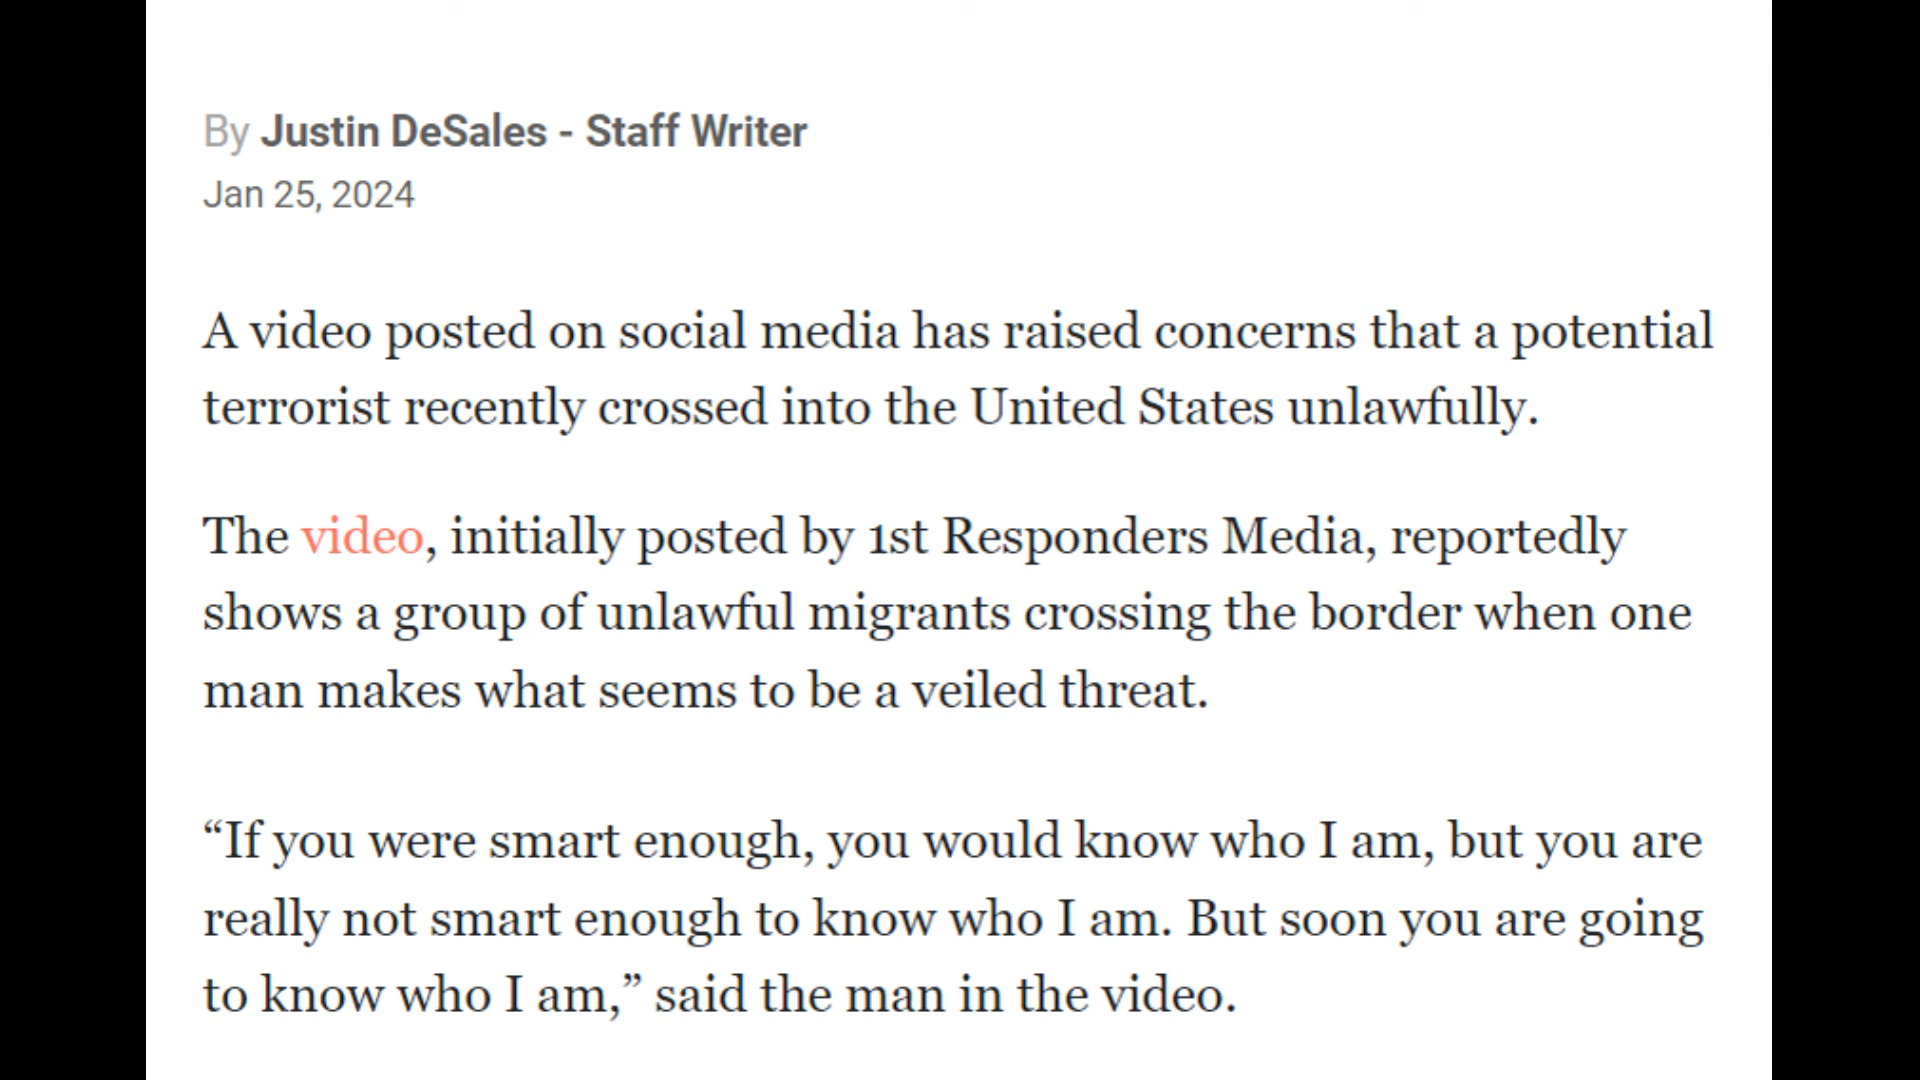 By Justin DeSales - Staff Writer
Jan 25, 2024
A video posted on social media has raised concerns that a potential
terrorist recently crossed into the United States unlawfully.
The video, initially posted by 1st Responders Media, reportedly
shows a group of unlawful migrants crossing the border when one
man makes what seems to be a veiled threat.
“If you were smart enough, you would know who I am, but you are
really not smart enough to know who I am. But soon you are going
to know who I am,” said the man in the video.